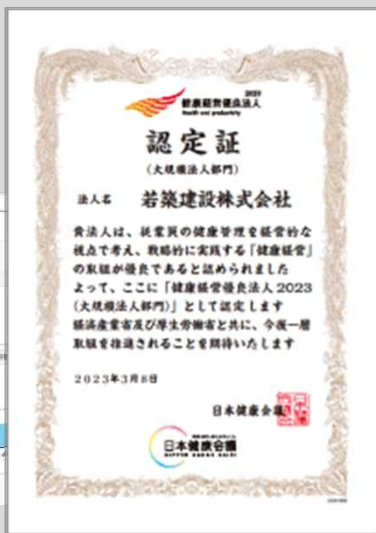 2023
健康経営優良法人
Health and productivity
認定証
(大規模法人部門)
法人名 若築建設株式会社
貴法人は、従業員の健康管理を経営的な
視点で考え、戦略的に実践する「健康経営」
の取組が優良であると認められました
よって、ここに「健康経営優良法人2023
(大規模法人部門)」として認定します
経済産業省及び厚生労働省と共に、今後一層
取組を推進されることを期待いたします
2023年3月8日
日本健康会議
日本健康会議
NIPPON KENKO KAIGI